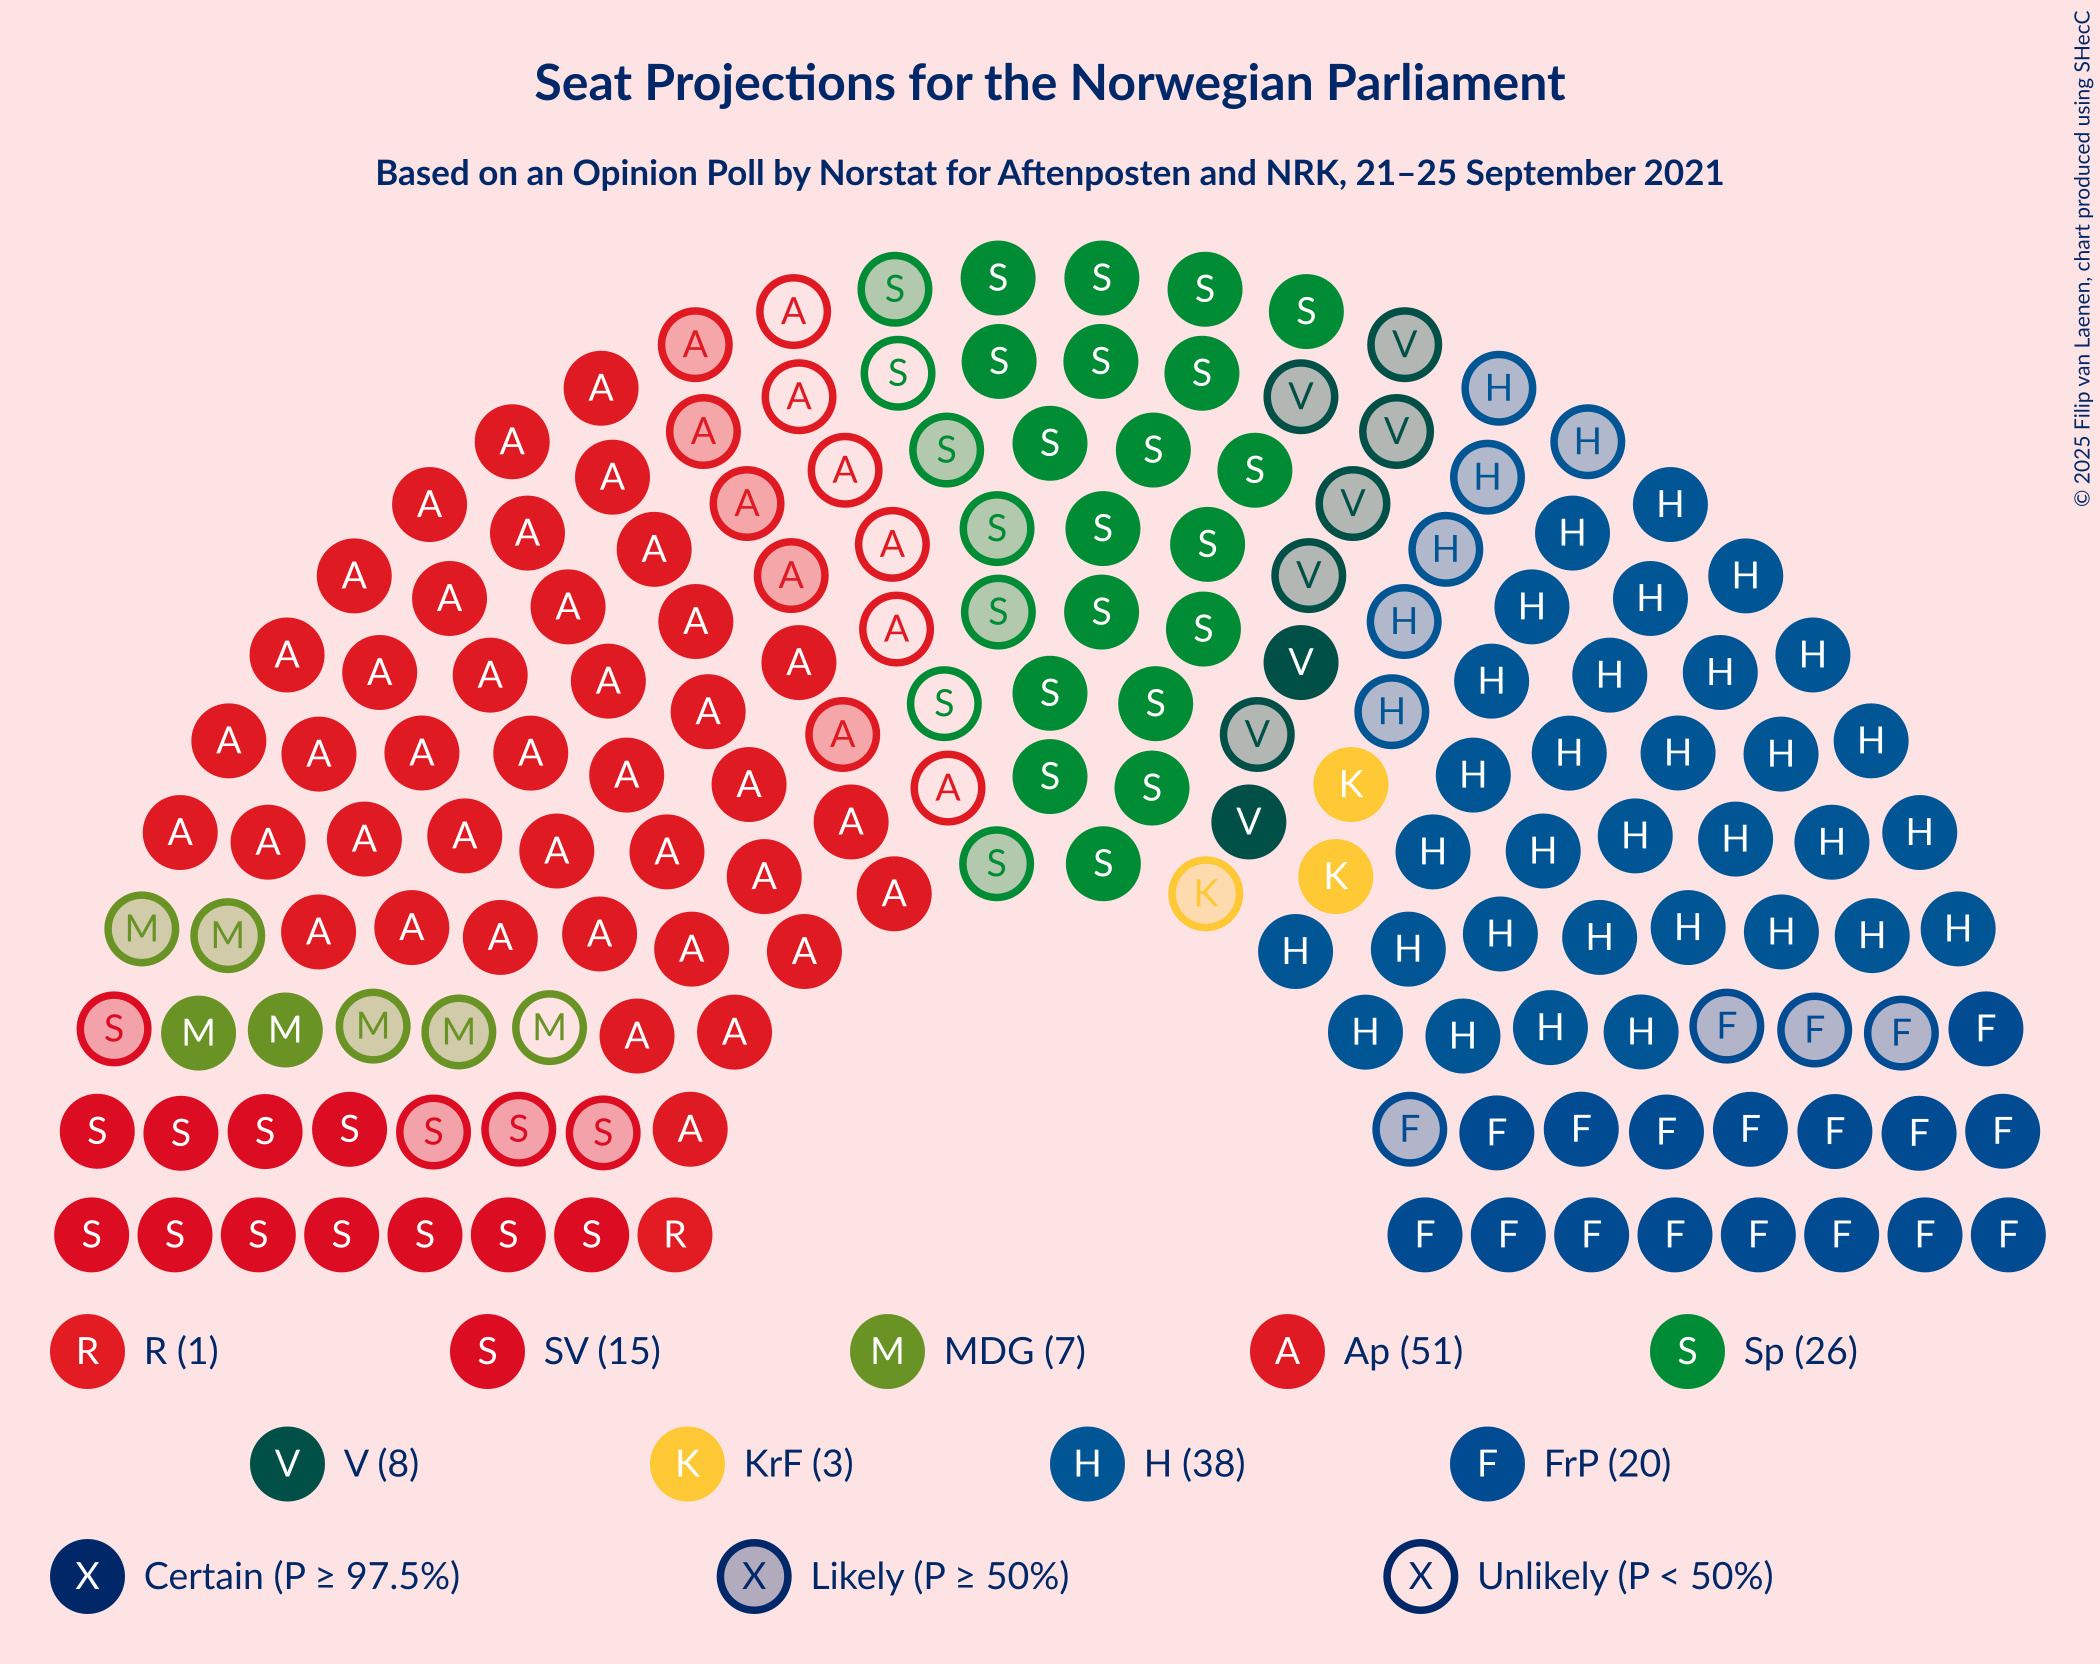 Seat Projections for the Norwegian Parliament
Based on an Opinion Poll by Norstat for Aftenposten and NRK, 21–25 September 2021
© 2025 Filip van Laenen, chart produced using SHecC
S S S S S
A V
A H
A S S S S V H
A A V
A A H H
A S S S S V
A A H H
A A S S S V H H
A A A A V H H H
A A S S S H H H
A A A A V H H H H
A A A S S S V H H H H
A A A A A S S K H H H H H
A A A A A A A S S V H H H H H H
M M A A A A A A A K K H H H H H H H H
S M M M M M A A H H H H F F F F
S S S S S S S A F F F F F F F F
S S S S S S S R F F F F F F F F
R R (1) S SV (15) M MDG (7) A Ap (51) S Sp (26)
V V (8) K KrF (3) H H (38) F FrP (20)
X Certain (P ≥ 97.5%) X Likely (P ≥ 50%) X Unlikely (P < 50%)